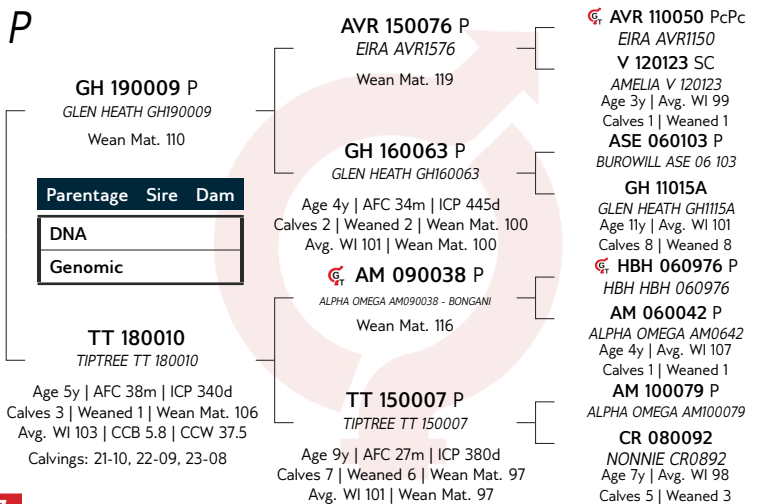 P
GH 190009 P
GLEN HEATH GH190009
Wean Mat. 110
Parentage Sire Dam
DNA
Genomic
TT 180010
TIPTREE TT 180010
Age 5y | AFC 38m | ICP 340d
Calves 3 | Weaned 1 | Wean Mat. 106
Avg. WI 103 | CCB 5.8 | CCW 37.5
Calvings: 21-10, 22-09, 23-08
AVR 150076 P
EIRA AVR1576
Wean Mat. 119
GH 160063 P
GLEN HEATH GH160063
Age 4y | AFC 34m | ICP 445d
Calves 2 | Weaned 2 | Wean Mat. 100
Avg. WI 101 | Wean Mat. 100
GT AM 090038 P
ALPHA OMEGA AM090038 - BONGANI
Wean Mat. 116
TT 150007 P
TIPTREE TT 150007
Age 9y | AFC 27m | ICP 380d
Calves 7 | Weaned 6 | Wean Mat. 97
Avg. WI 101 | Wean Mat. 97
GT AVR 110050 PcPc
EIRA AVR1150
V 120123 SC
AMELIA V 120123
Age 3y | Avg. WI 99
Calves 1 | Weaned 1
ASE 060103 P
BUROWILL ASE 06 103
GH 11015A
GLEN HEATH GH1115A
Age 11y | Avg. WI 101
Calves 8 | Weaned 8
GT HBH 060976 P
HBH HBH 060976
AM 060042 P
ALPHA OMEGA AM0642
Age 4y | Avg. WI 107
Calves 1 | Weaned 1
AM 100079 P
ALPHA OMEGA AM100079
CR 080092
NONNIE CR0892
Age 7y | Avg. WI 98
Calves 5 | Weaned 3